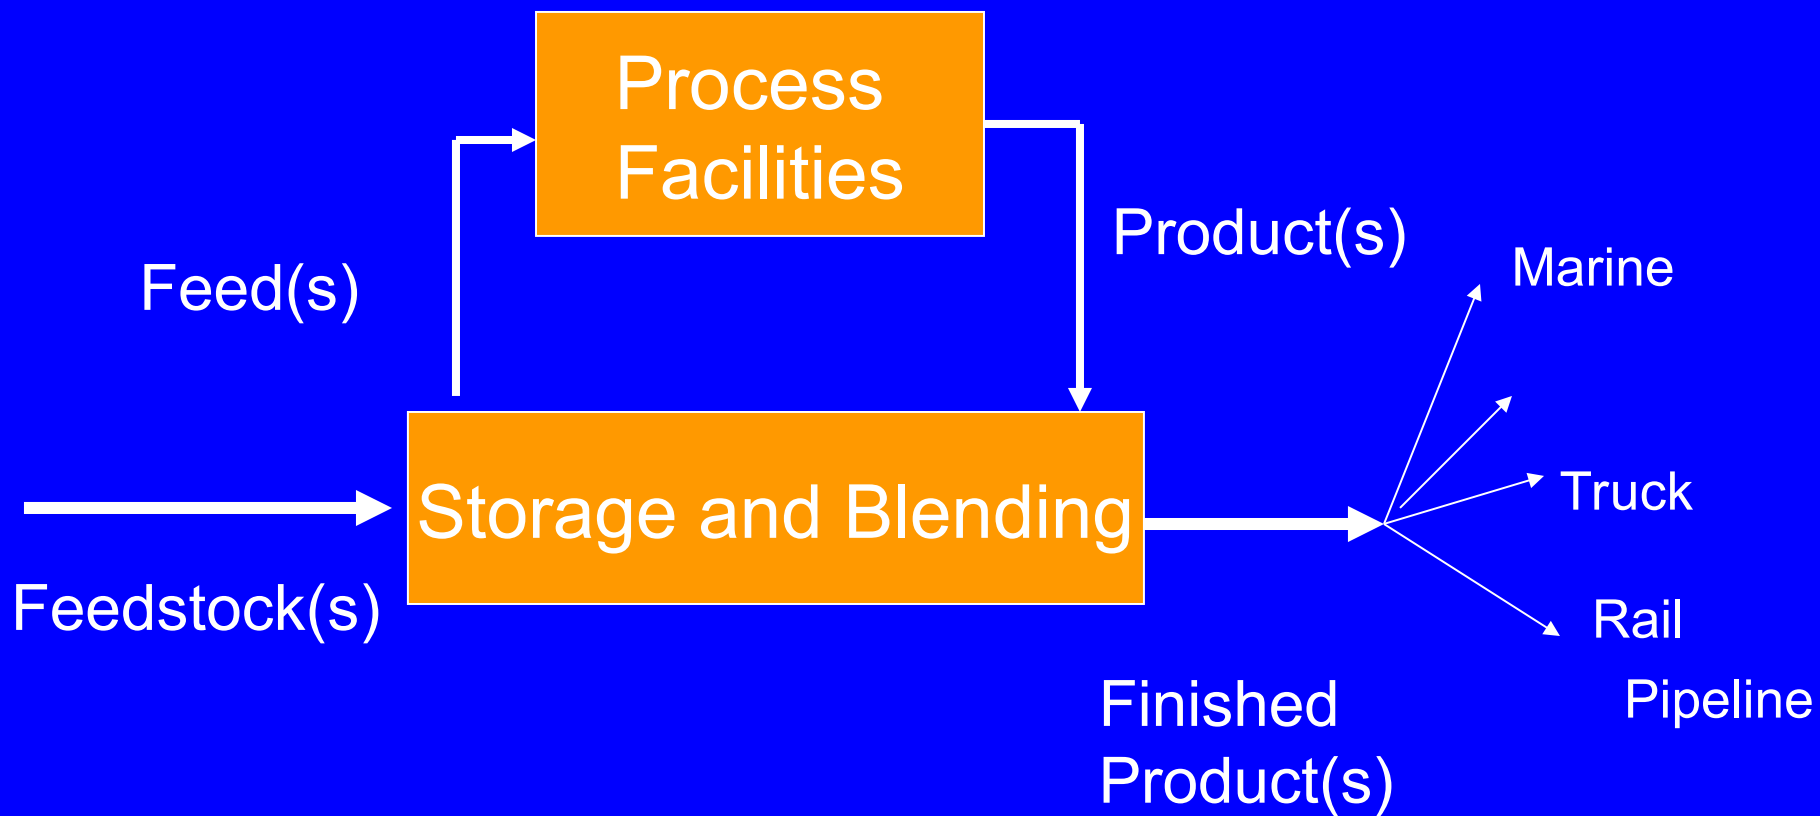 Process
Facilities
Product(s)
Marine
Feed(s)
Truck
Storage and Blending
Feedstock(s)
Rail
Finished
Product(s)
Pipeline